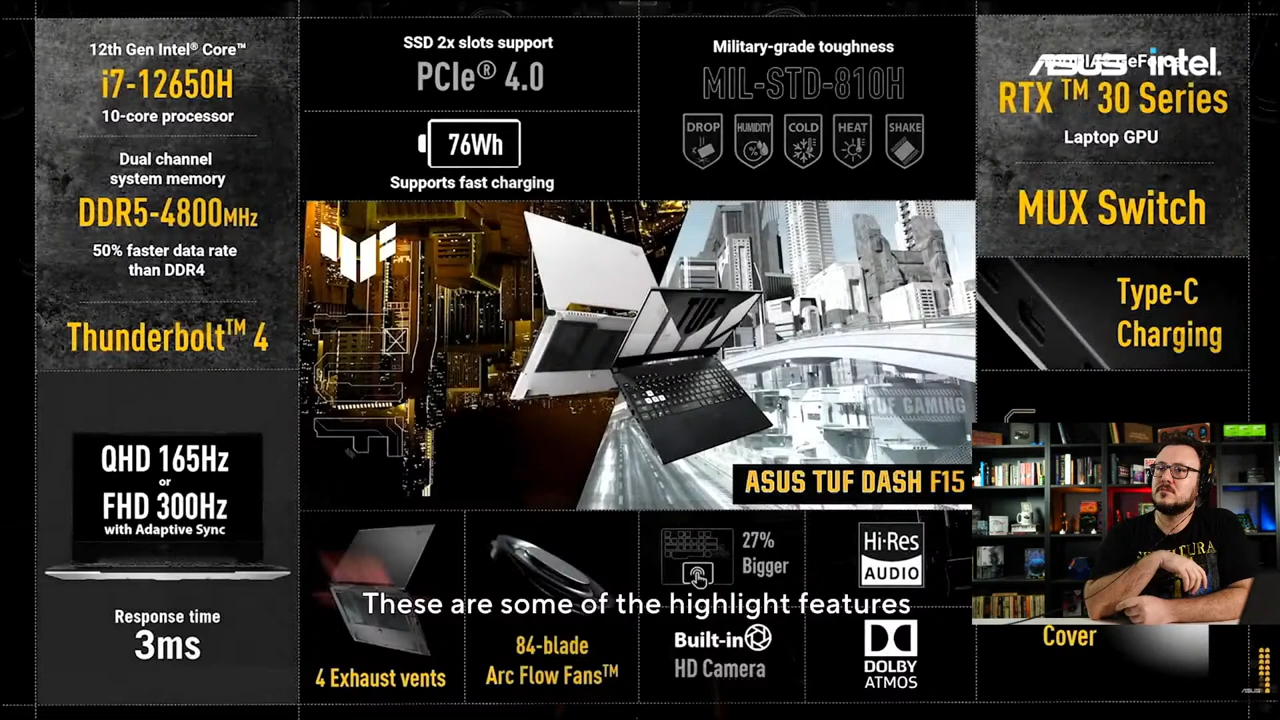 12th Gen Intel® Core™
i7-12650H
10-core processor
Dual channel
system memory
DDR5-4800MHz
50% faster data rate
than DDR4
Thunderbolt™ 4
QHD 165Hz
or
FHD 300Hz
with Adaptive Sync
Response time
3ms
SSD 2x slots support
PCIe® 4.0
76Wh
Supports fast charging
Military-grade toughness
MIL-STD-810H
DROP
HUMIDITY
COLD
HEAT
SHAKE
TUF
TUF GAMING
ASUS TUF DASH F15
4 Exhaust vents
84-blade
Arc Flow Fans™
27%
Bigger
Built-in
HD Camera
Hi-Res
AUDIO
DOLBY
ATMOS
ASUS intel.
RTX™ 30 Series
Laptop GPU
MUX Switch
Type-C
Charging
Cover
SEPULTURA
These are some of the highlight features